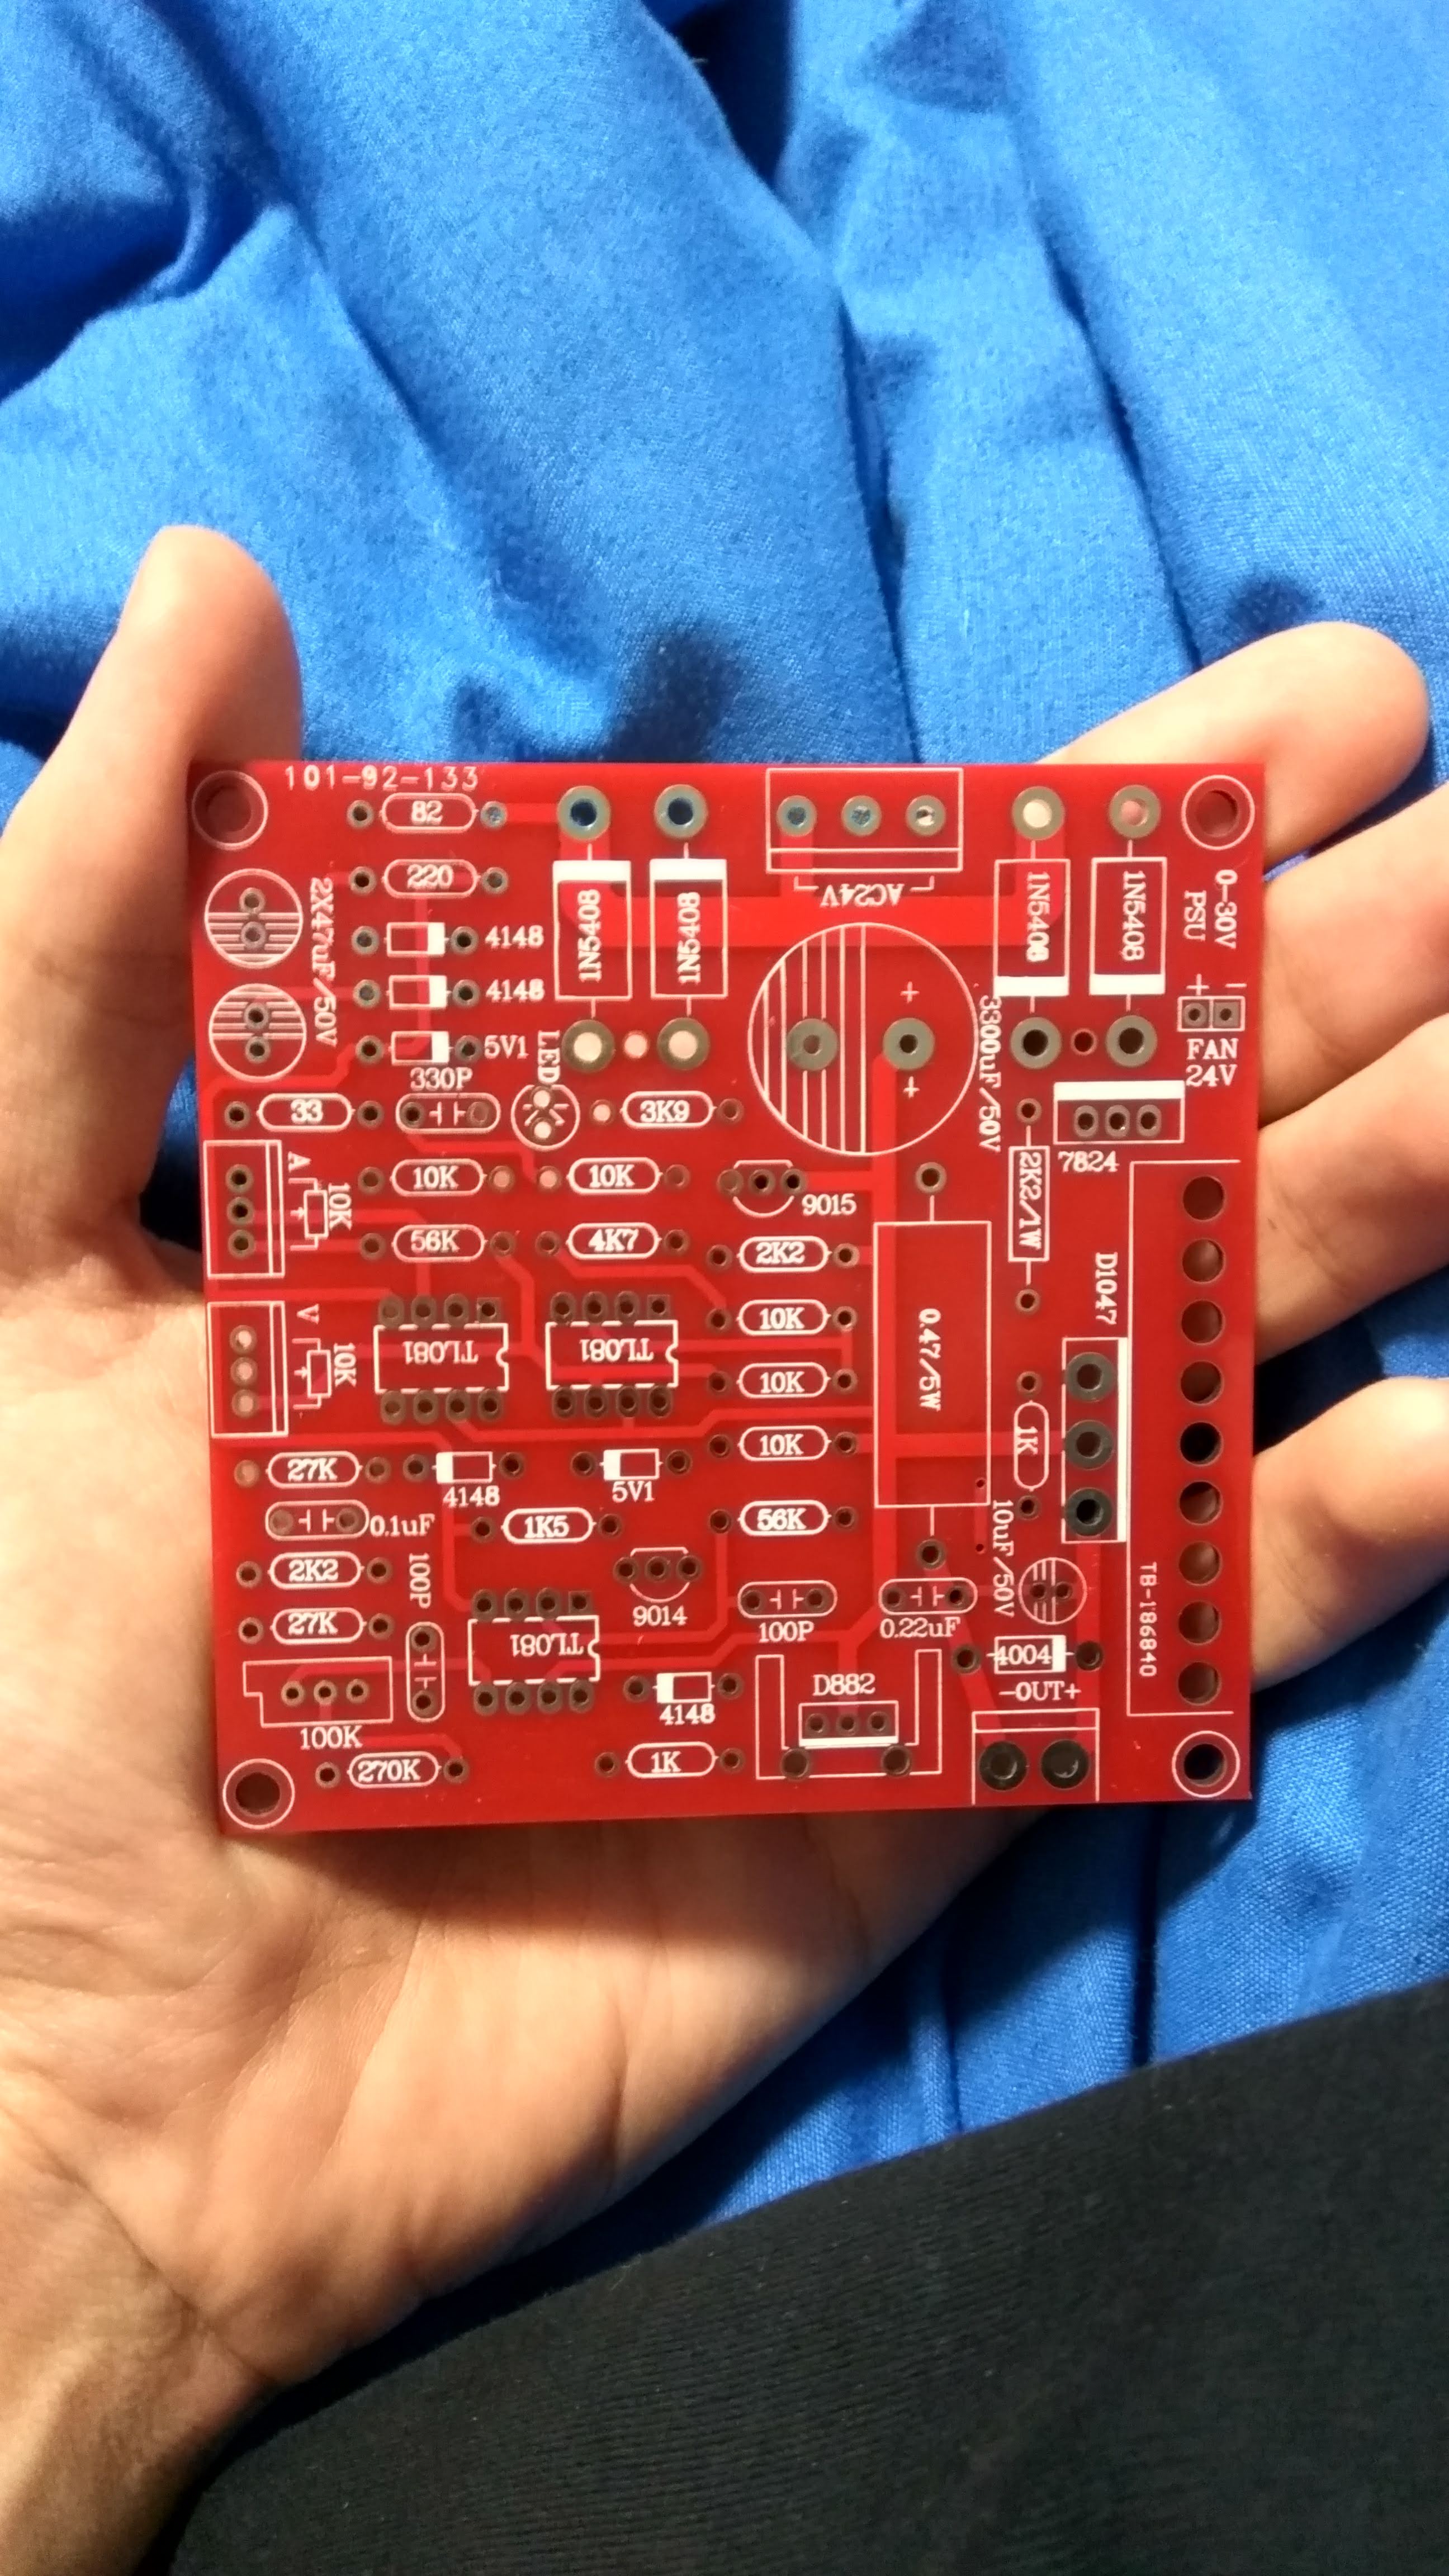 101-92-133
82
220
2X47uF/50V
4148
4148
5V1
330P
LED
1N5408
1N5408
AC24V
1N5408
1N5408
0-30V
PSU
+ -
FAN
24V
+
+
3300uF/50V
33
3K9
7824
A
10K
10K
10K
9015
2K2/1W
56K
4K7
2K2
D1047
V
10K
TL081
TL081
10K
10K
10K
0.47/5W
1K
27K
4148
5V1
0.1uF
1K5
56K
10uF/50V
2K2
100P
9014
100P
0.22uF
27K
TL081
4004
TB-186840
-OUT+
D882
100K
4148
270K
1K